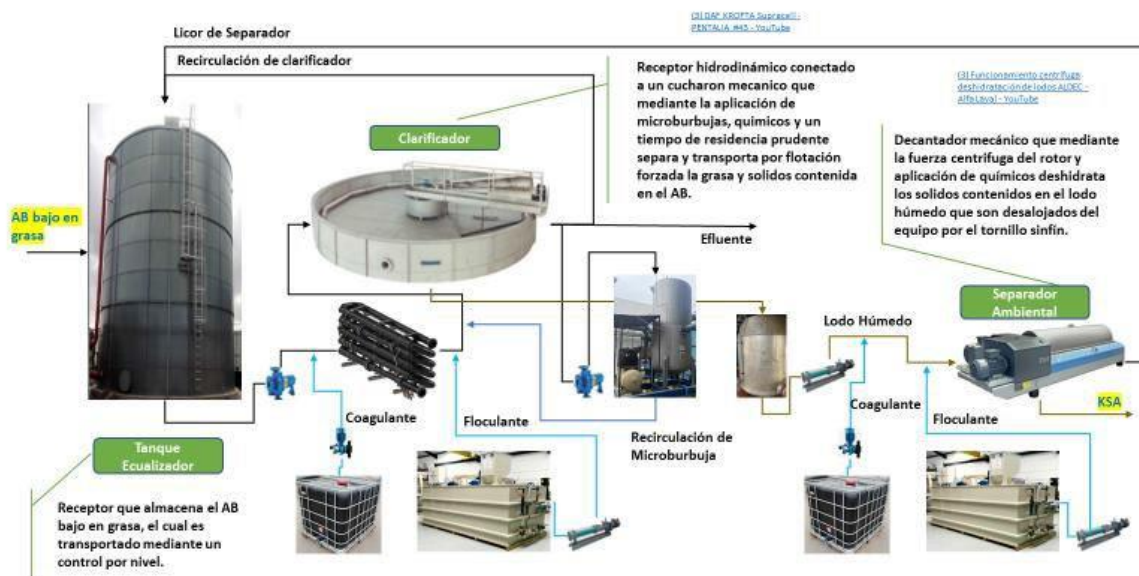 (3) DAF KROFTA Supracell -
PENTALIA #43 - YouTube
Licor de Separador
Recirculación de clarificador
Receptor hidrodinámico conectado
a un cucharon mecanico que
mediante la aplicación de
microburbujas, quimicos y un
tiempo de residencia prudente
separa y transporta por flotación
forzada la grasa y solidos contenida
en el AB.
(3) Funcionamiento centrífuga
deshidratación de lodos ALDEC -
Alfa Laval - YouTube
Clarificador
Decantador mecánico que mediante
la fuerza centrifuga del rotor y
aplicación de químicos deshidrata
los solidos contenidos en el lodo
húmedo que son desalojados del
equipo por el tornillo sinfín.
AB bajo en
grasa
Efluente
Separador
Ambiental
Lodo Húmedo
KSA
Coagulante
Floculante
Coagulante
Floculante
Recirculación de
Microburbuja
Tanque
Ecualizador
Receptor que almacena el AB
bajo en grasa, el cual es
transportado mediante un
control por nivel.